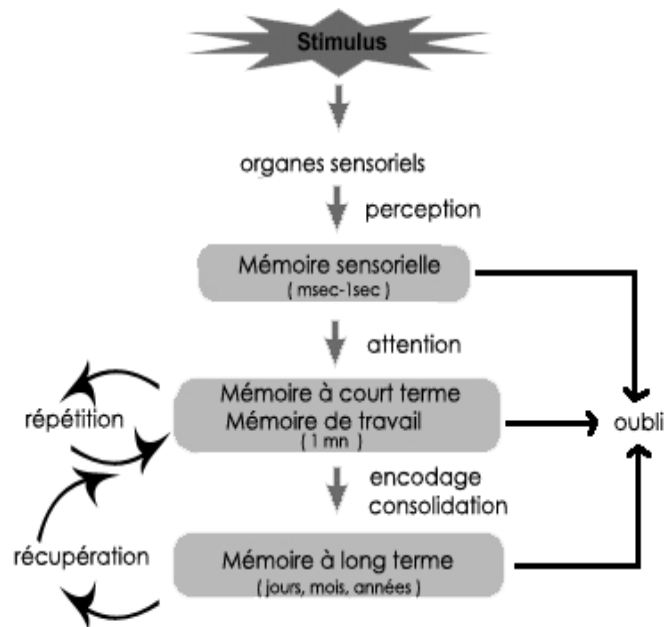 Stimulus
organes sensoriels
perception
Mémoire sensorielle
( msec-1sec )
attention
Mémoire à court terme
Mémoire de travail
( 1 mn )
répétition
oubli
encodage
consolidation
récupération
Mémoire à long terme
( jours, mois, années )